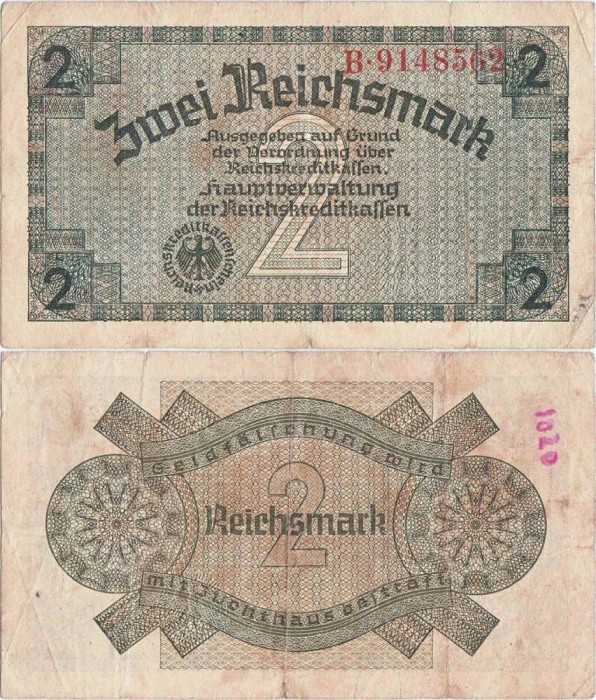 2
B·9148562
2
Zwei Reichsmark
Ausgegeben auf Grund
der Verordnung über
Reichskreditkassen.
Hauptverwaltung
der Reichskreditkassen
2
2
2
Geldfälschung wird
1020
2
Reichsmark
mit Zuchthaus bestraft